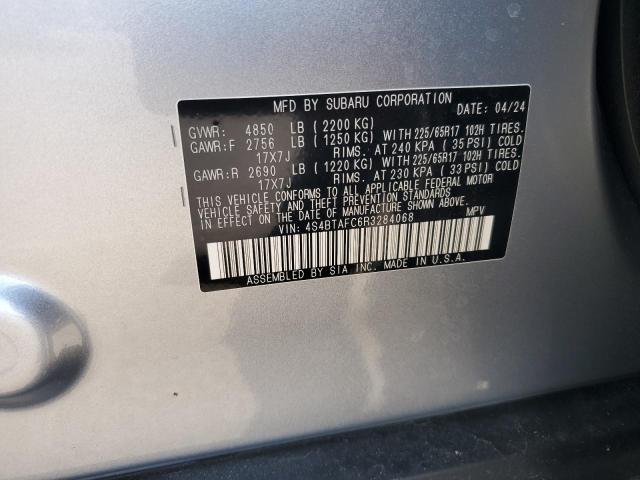 MFD BY SUBARU CORPORATION DATE: 04/24
GVWR: 4850 LB ( 2200 KG)
GAWR:F 2756 LB ( 1250 KG) WITH 225/65R17 102H TIRES.
17X7J RIMS. AT 240 KPA ( 35 PSI) COLD
GAWR:R 2690 LB ( 1220 KG) WITH 225/65R17 102H TIRES.
17X7J RIMS. AT 230 KPA ( 33 PSI) COLD
THIS VEHICLE CONFORMS TO ALL APPLICABLE FEDERAL MOTOR
VEHICLE SAFETY AND THEFT PREVENTION STANDARDS
IN EFFECT ON THE DATE OF MANUFACTURE SHOWN ABOVE.
VIN: 4S4BTAFC6R3284068 MPV
ASSEMBLED BY SIA INC. MADE IN U.S.A.